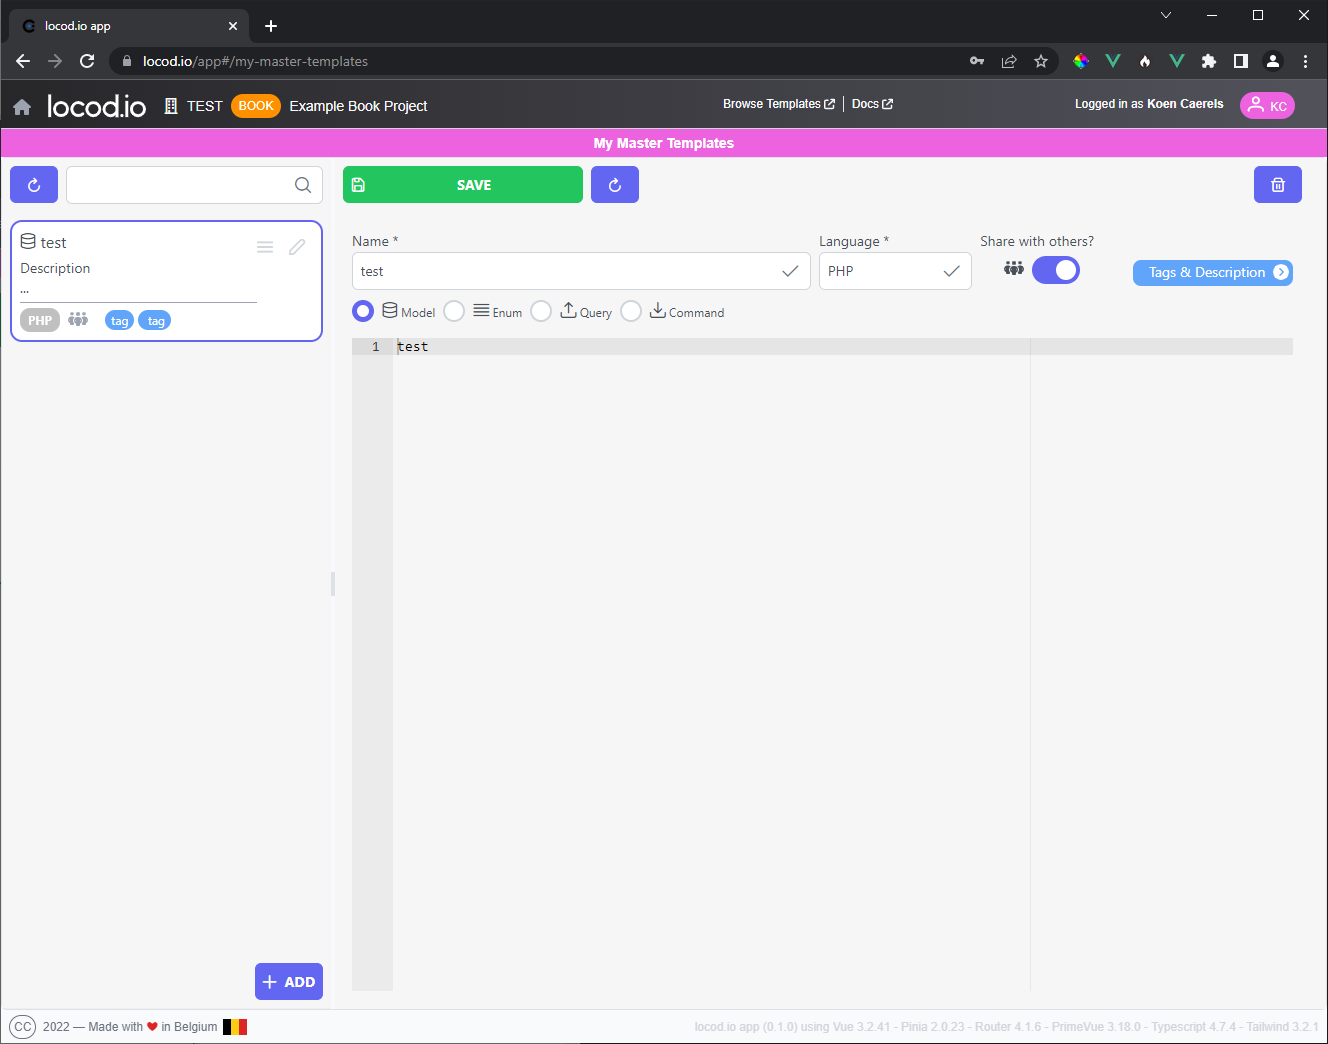 locod.io app
locod.io/app#/my-master-templates
locod.io TEST BOOK Example Book Project Browse Templates Docs Logged in as Koen Caerels KC
My Master Templates
SAVE
test
Description
...
PHP tag tag
Name * Language * Share with others?
test PHP Tags & Description
Model Enum Query Command
1 test
ADD
CC 2022 — Made with in Belgium locod.io app (0.1.0) using Vue 3.2.41 - Pinia 2.0.23 - Router 4.1.6 - PrimeVue 3.18.0 - Typescript 4.7.4 - Tailwind 3.2.1